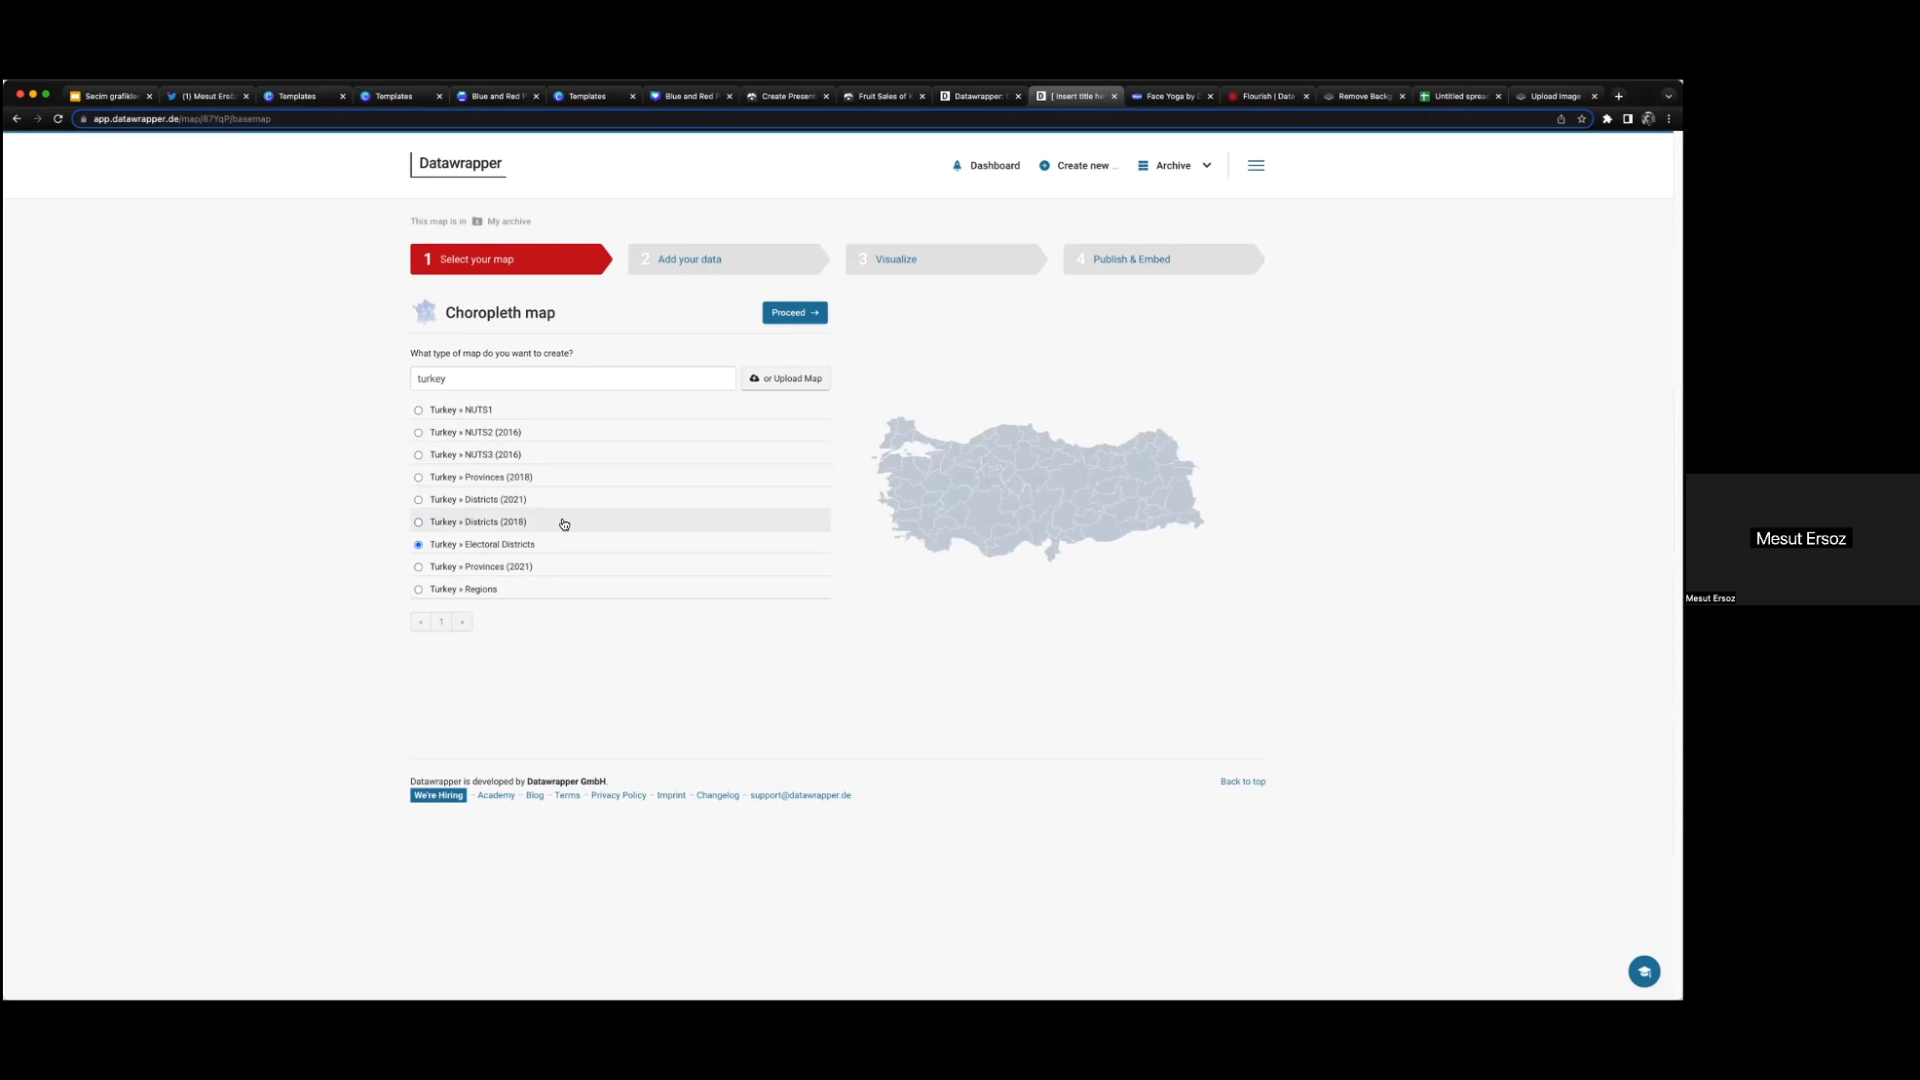 Secim grafikle
(1) Mesut Ersö
Templates
Templates
Blue and Red P
Templates
Blue and Red P
Create Present
Fruit Sales of K
Datawrapper:
[ Insert title he
Face Yoga by D
Flourish | Data
Remove Backg
Untitled sprea
Upload Image
app.datawrapper.de/map/87YqP/basemap
Datawrapper
Dashboard
Create new ...
Archive
This map is in My archive
1 Select your map
2 Add your data
3 Visualize
4 Publish & Embed
Choropleth map
Proceed →
What type of map do you want to create?
turkey
or Upload Map
Turkey » NUTS1
Turkey » NUTS2 (2016)
Turkey » NUTS3 (2016)
Turkey » Provinces (2018)
Turkey » Districts (2021)
Turkey » Districts (2018)
Turkey » Electoral Districts
Turkey » Provinces (2021)
Turkey » Regions
« 1 »
Datawrapper is developed by Datawrapper GmbH.
Back to top
We're Hiring – Academy – Blog – Terms – Privacy Policy – Imprint – Changelog – support@datawrapper.de
Mesut Ersoz
Mesut Ersoz